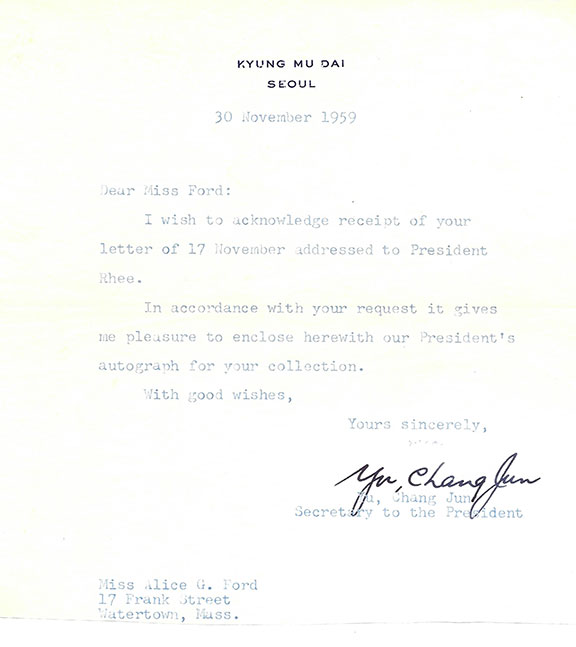 KYUNG MU DAI
SEOUL
30 November 1959
Dear Miss Ford:
I wish to acknowledge receipt of your
letter of 17 November addressed to President
Rhee.
In accordance with your request it gives
me pleasure to enclose herewith our President's
autograph for your collection.
With good wishes,
Yours sincerely,
Yu, Chang Jun
Yu, Chang Jun
Secretary to the President
Miss Alice G. Ford
17 Frank Street
Watertown, Mass.